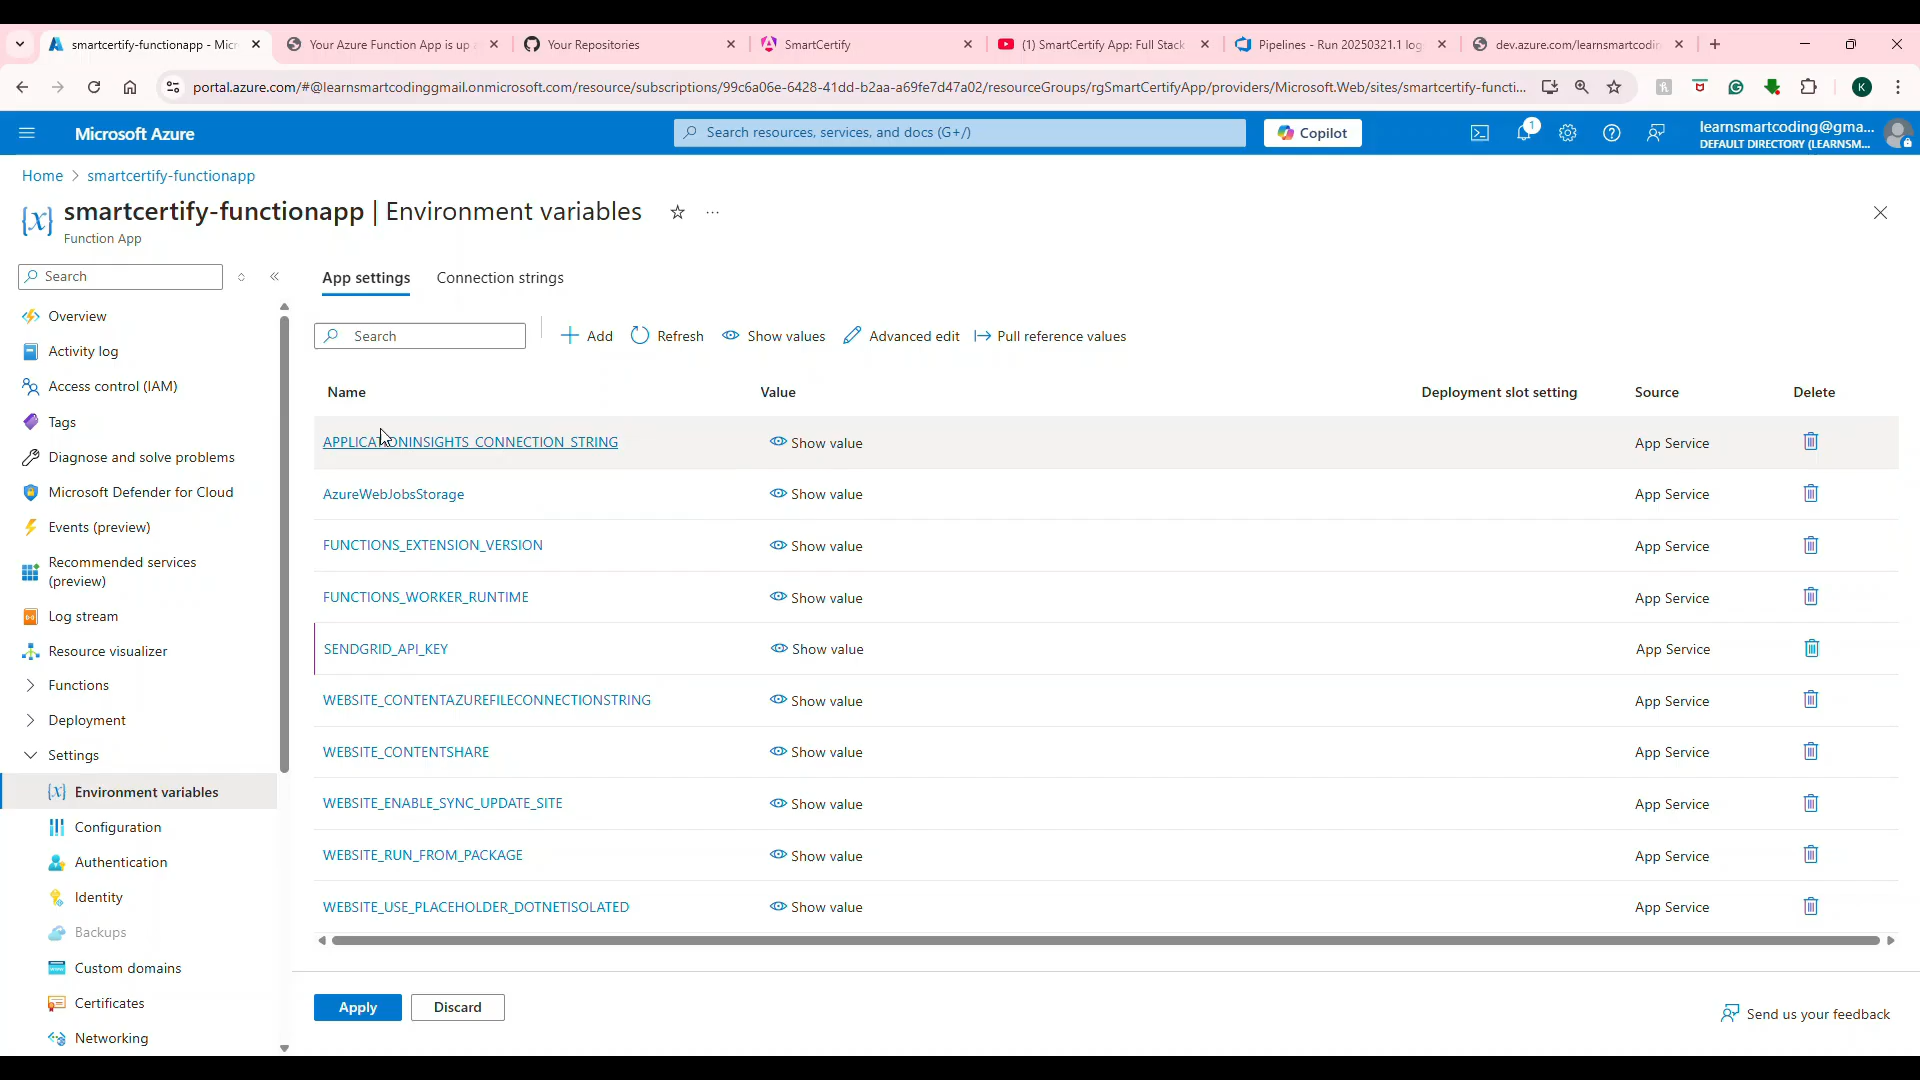 smartcertify-functionapp - Micr
Your Azure Function App is up a
Your Repositories
SmartCertify
(1) SmartCertify App: Full Stack
Pipelines - Run 20250321.1 log
dev.azure.com/learnsmartcodin
portal.azure.com/#@learnsmartcodinggmail.onmicrosoft.com/resource/subscriptions/99c6a06e-6428-41dd-b2aa-a69fe7d47a02/resourceGroups/rgSmartCertifyApp/providers/Microsoft.Web/sites/smartcertify-functi...
K
Microsoft Azure
Search resources, services, and docs (G+/)
Copilot
1
learnsmartcoding@gma...
DEFAULT DIRECTORY (LEARNSM...
Home > smartcertify-functionapp
smartcertify-functionapp | Environment variables
Function App
Search
Overview
Activity log
Access control (IAM)
Tags
Diagnose and solve problems
Microsoft Defender for Cloud
Events (preview)
Recommended services
(preview)
Log stream
Resource visualizer
Functions
Deployment
Settings
Environment variables
Configuration
Authentication
Identity
Backups
Custom domains
Certificates
Networking
App settings
Connection strings
Search
Add
Refresh
Show values
Advanced edit
Pull reference values
Name Value Deployment slot setting Source Delete
APPLICATIONINSIGHTS_CONNECTION_STRING Show value App Service
AzureWebJobsStorage Show value App Service
FUNCTIONS_EXTENSION_VERSION Show value App Service
FUNCTIONS_WORKER_RUNTIME Show value App Service
SENDGRID_API_KEY Show value App Service
WEBSITE_CONTENTAZUREFILECONNECTIONSTRING Show value App Service
WEBSITE_CONTENTSHARE Show value App Service
WEBSITE_ENABLE_SYNC_UPDATE_SITE Show value App Service
WEBSITE_RUN_FROM_PACKAGE Show value App Service
WEBSITE_USE_PLACEHOLDER_DOTNETISOLATED Show value App Service
Apply
Discard
Send us your feedback